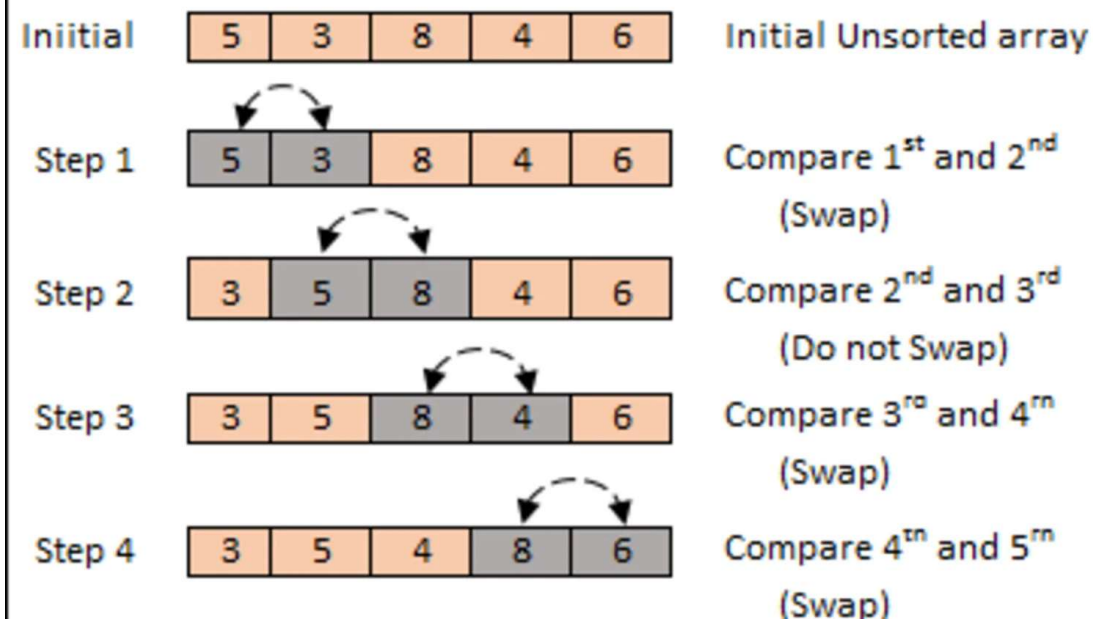 Iniitial 5 3 8 4 6 Initial Unsorted array
Step 1 5 3 8 4 6 Compare 1st and 2nd
(Swap)
Step 2 3 5 8 4 6 Compare 2nd and 3rd
(Do not Swap)
Step 3 3 5 8 4 6 Compare 3rd and 4th
(Swap)
Step 4 3 5 4 8 6 Compare 4th and 5th
(Swap)